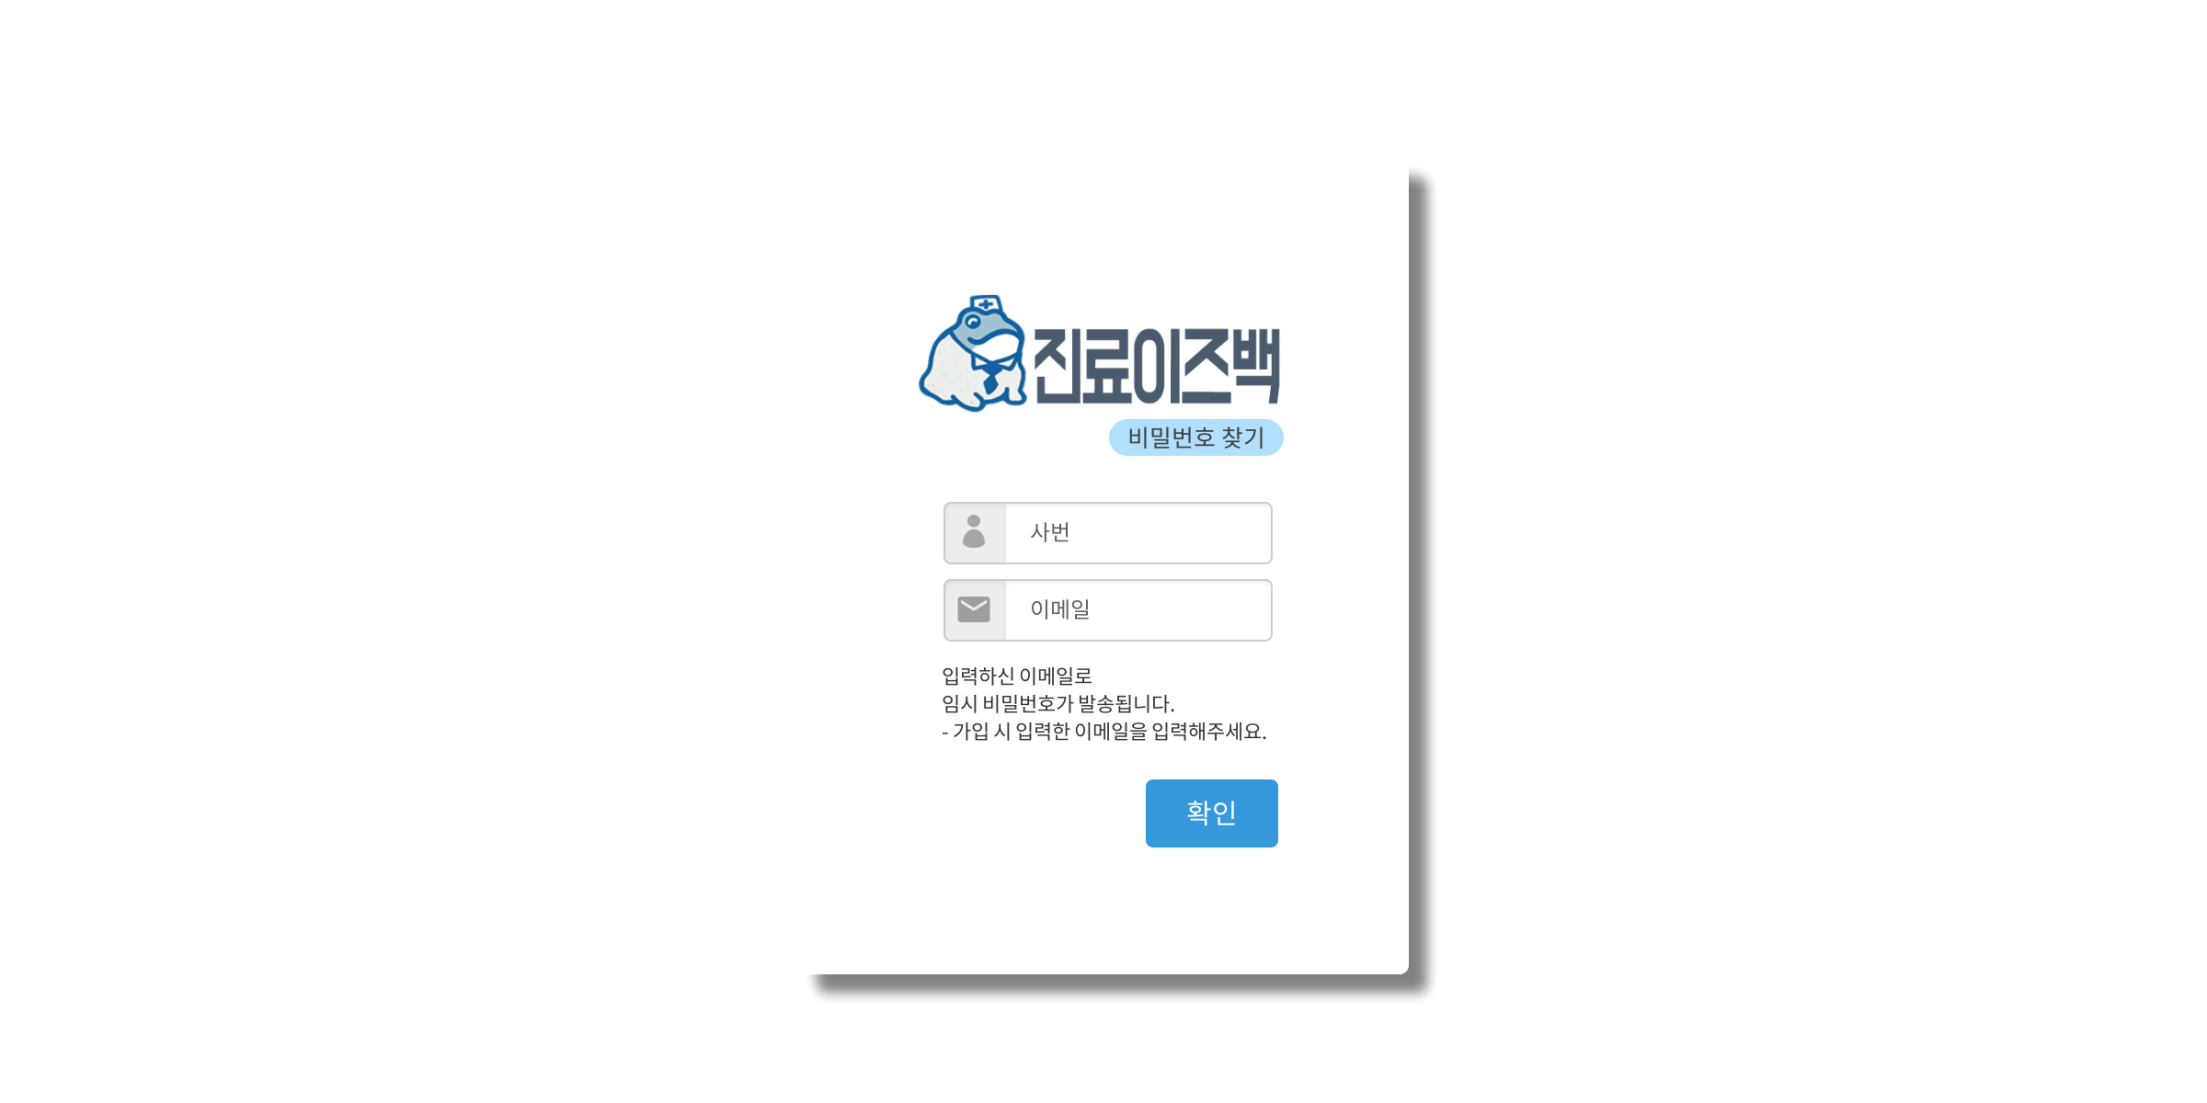 진료이즈백
비밀번호 찾기
사번
이메일
입력하신 이메일로
임시 비밀번호가 발송됩니다.
- 가입 시 입력한 이메일을 입력해주세요.
확인